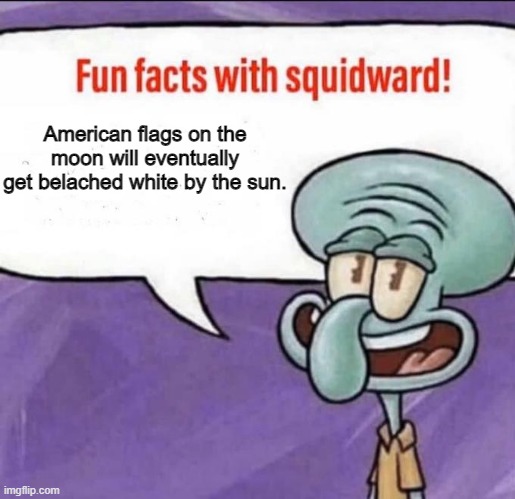 Fun facts with squidward!
American flags on the
moon will eventually
get belached white by the sun.
imgflip.com